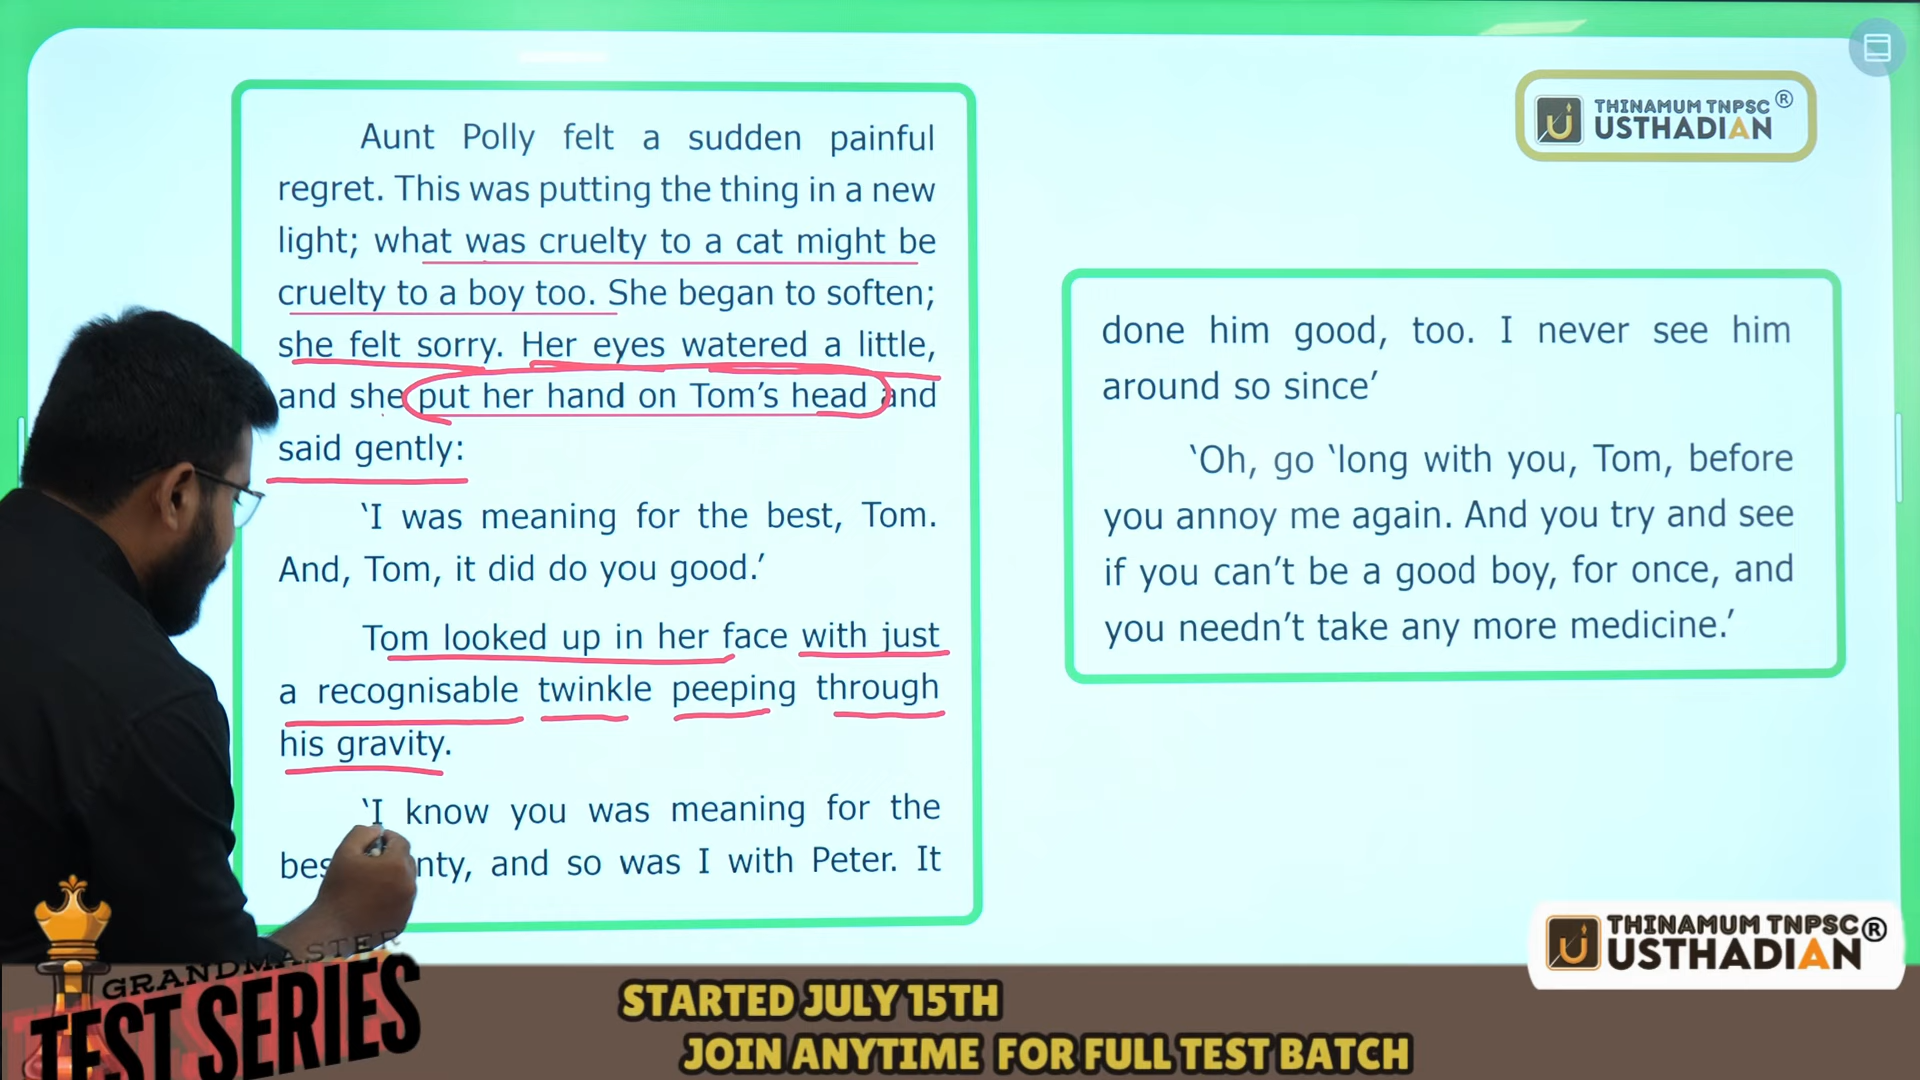 Aunt Polly felt a sudden painful
regret. This was putting the thing in a new
light; what was cruelty to a cat might be
cruelty to a boy too. She began to soften;
she felt sorry. Her eyes watered a little,
and she put her hand on Tom's head and
said gently:
'I was meaning for the best, Tom.
And, Tom, it did do you good.'
Tom looked up in her face with just
a recognisable twinkle peeping through
his gravity.
'I know you was meaning for the
bes nty, and so was I with Peter. It
done him good, too. I never see him
around so since'
'Oh, go 'long with you, Tom, before
you annoy me again. And you try and see
if you can't be a good boy, for once, and
you needn't take any more medicine.'
THINAMUM TNPSC ®
USTHADIAN
THINAMUM TNPSC ®
USTHADIAN
GRANDMASTER
TEST SERIES
STARTED JULY 15TH
JOIN ANYTIME FOR FULL TEST BATCH